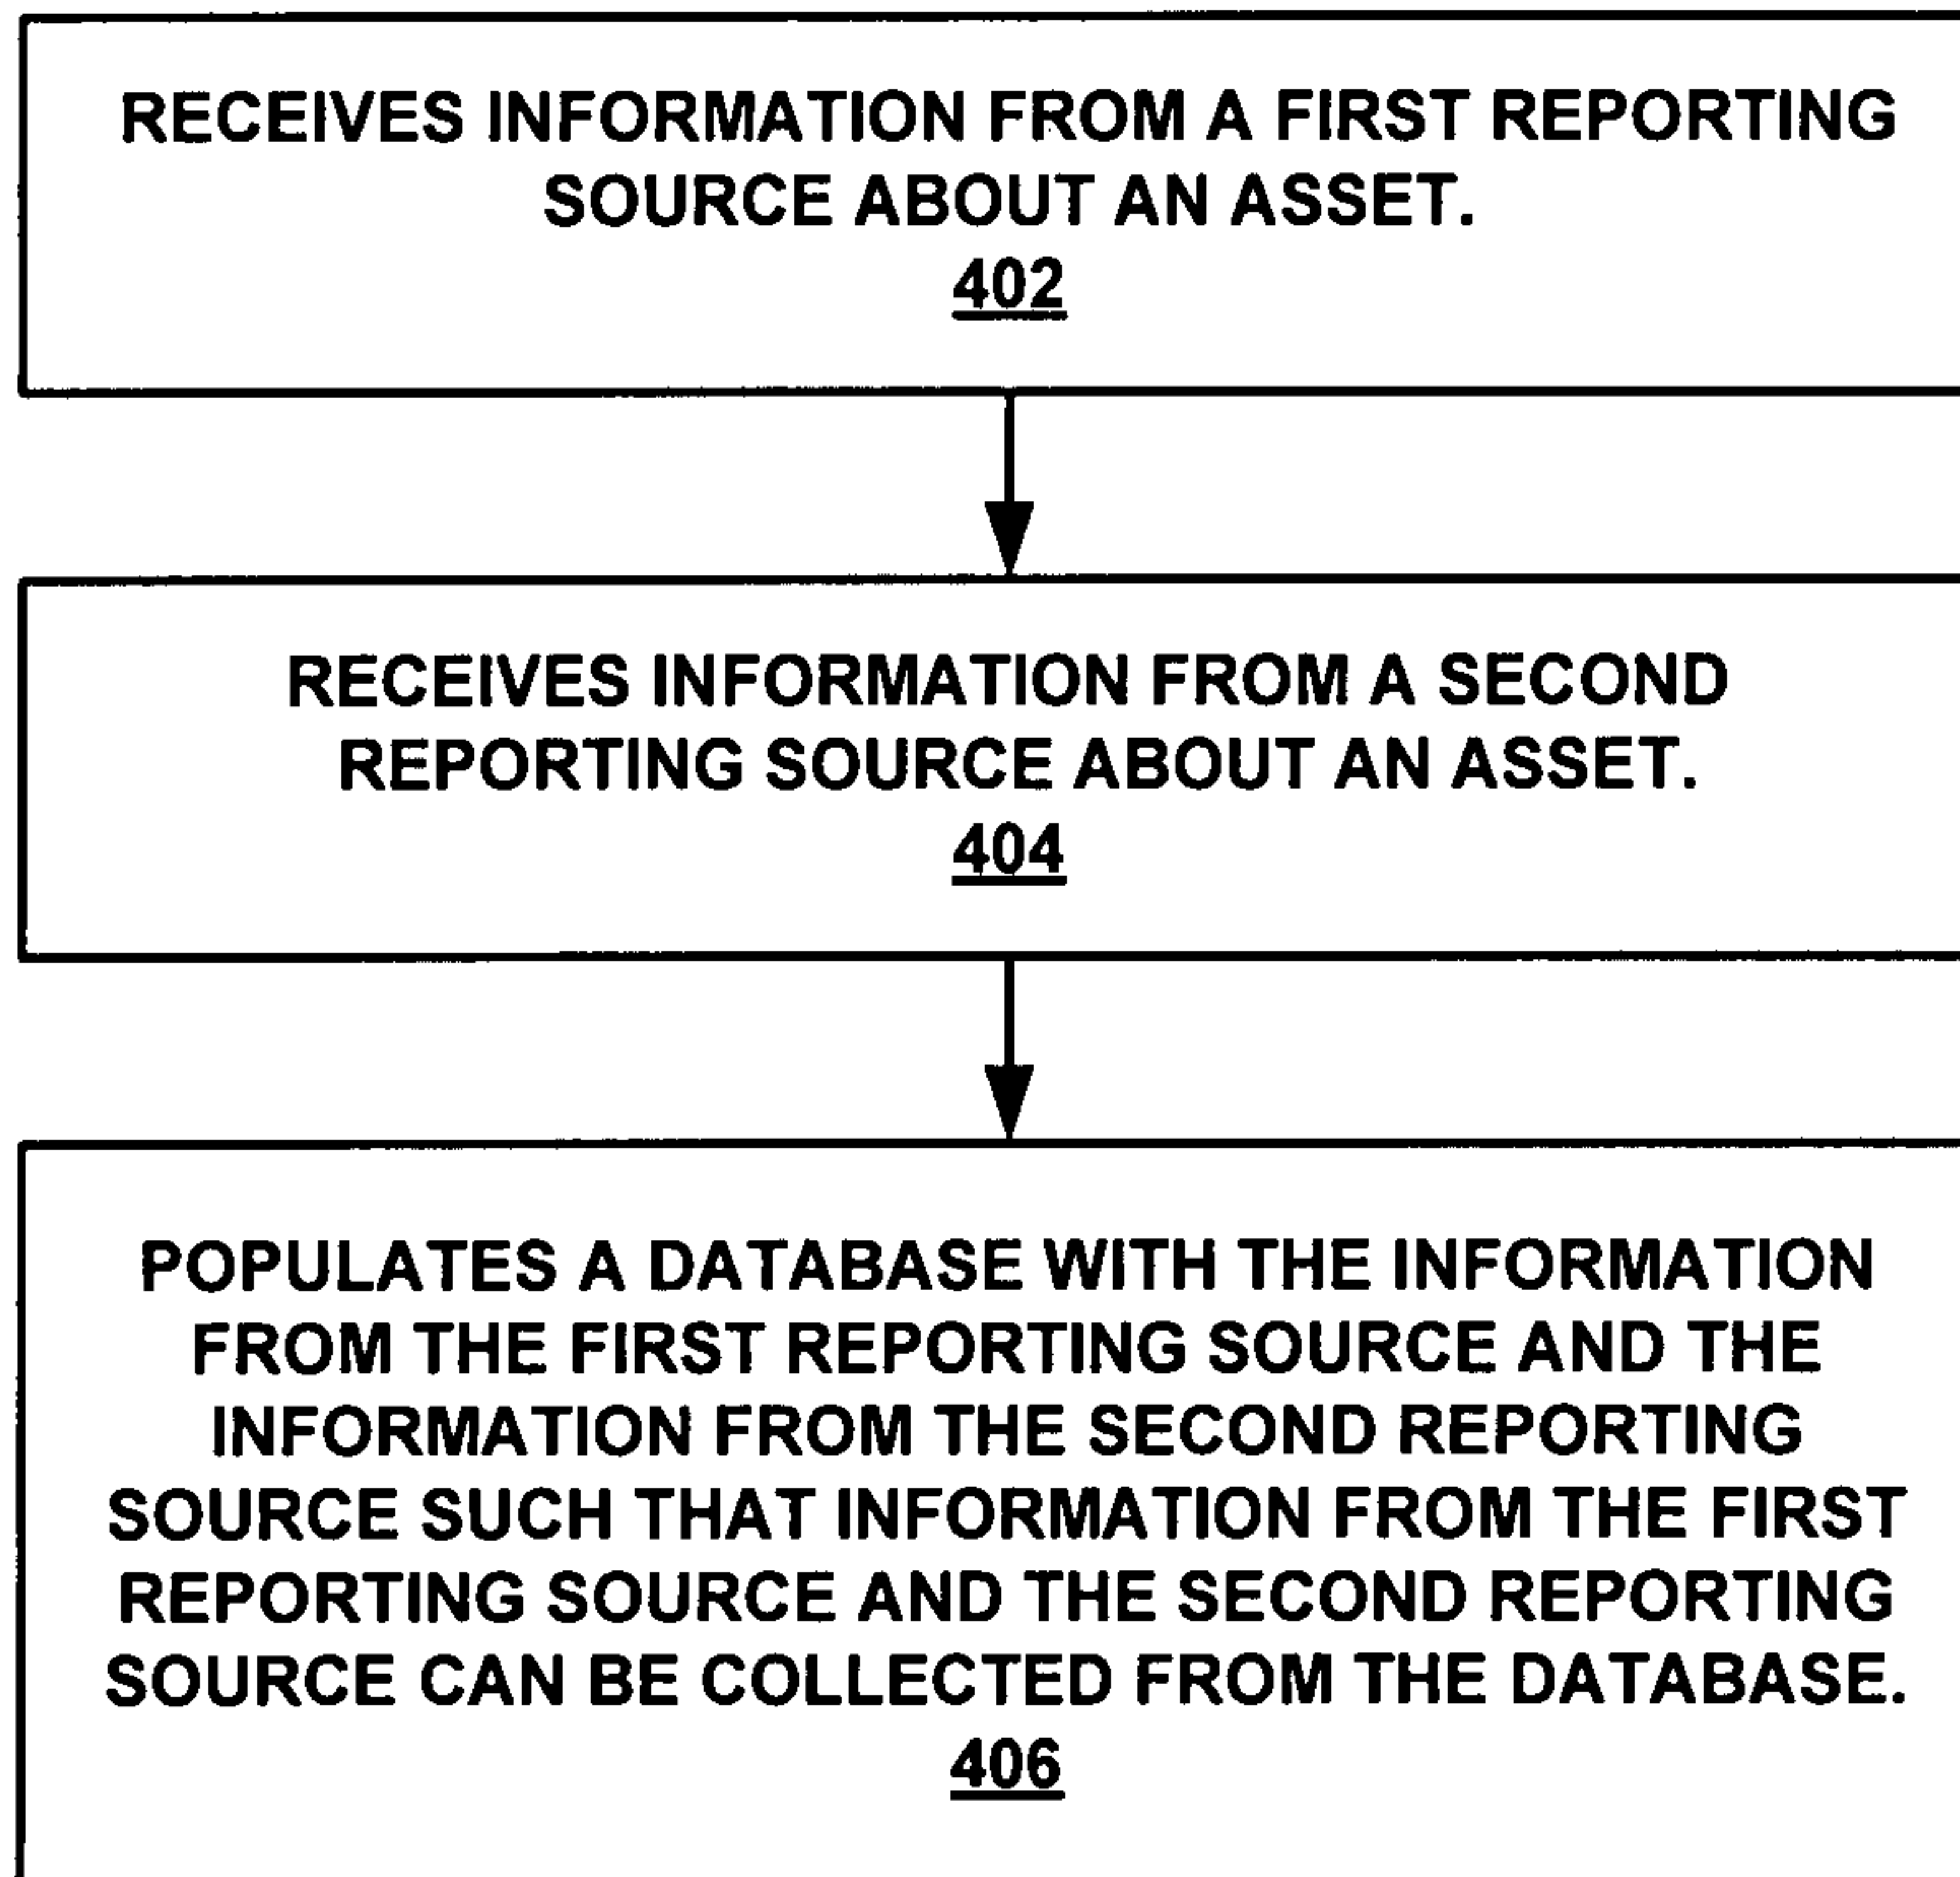 RECEIVES INFORMATION FROM A FIRST REPORTING
SOURCE ABOUT AN ASSET.
402
RECEIVES INFORMATION FROM A SECOND
REPORTING SOURCE ABOUT AN ASSET.
404
POPULATES A DATABASE WITH THE INFORMATION
FROM THE FIRST REPORTING SOURCE AND THE
INFORMATION FROM THE SECOND REPORTING
SOURCE SUCH THAT INFORMATION FROM THE FIRST
REPORTING SOURCE AND THE SECOND REPORTING
SOURCE CAN BE COLLECTED FROM THE DATABASE.
406